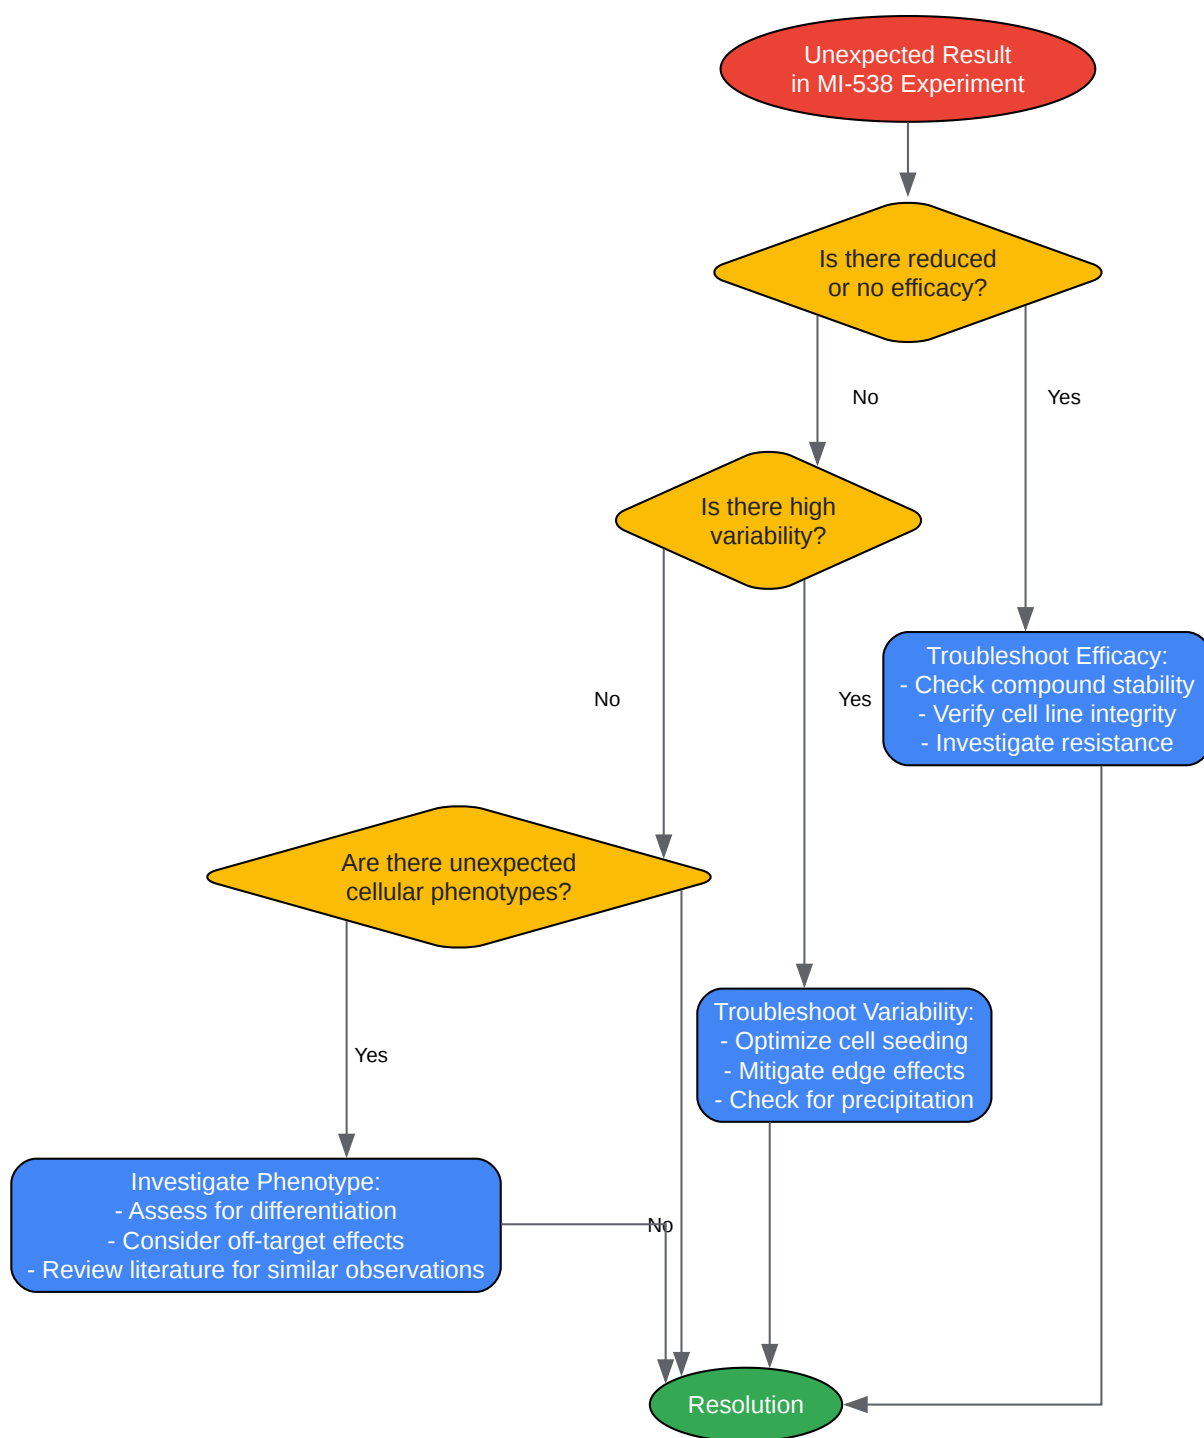 Unexpected Result
in MI-538 Experiment
Is there reduced
or no efficacy?
No
Yes
Is there high
variability?
Troubleshoot Efficacy:
- Check compound stability
- Verify cell line integrity
- Investigate resistance
No
Yes
Are there unexpected
cellular phenotypes?
Troubleshoot Variability:
- Optimize cell seeding
- Mitigate edge effects
- Check for precipitation
Yes
Investigate Phenotype:
- Assess for differentiation
- Consider off-target effects
- Review literature for similar observations
No
Resolution